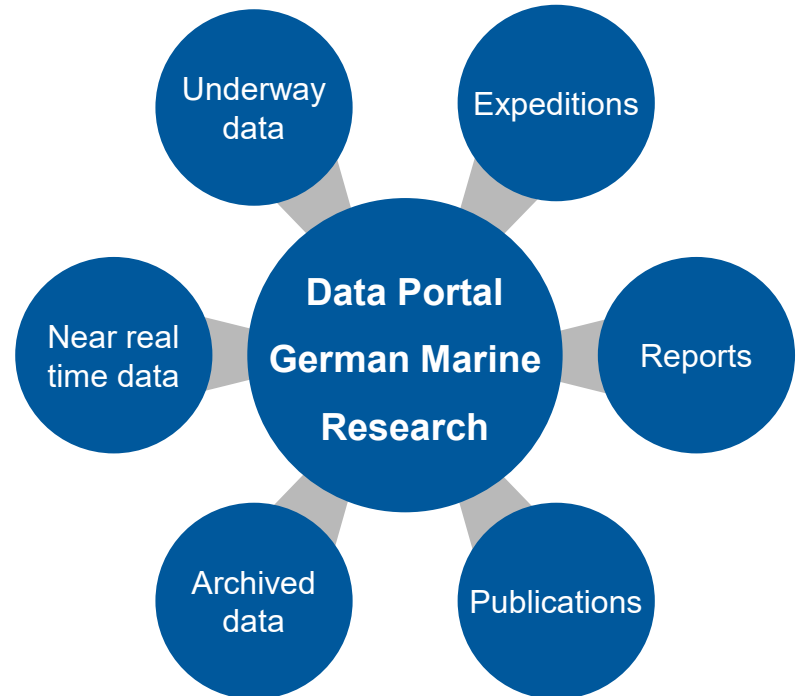 Underway
data
Expeditions
Near real
time data
Data Portal
German Marine
Research
Reports
Archived
data
Publications